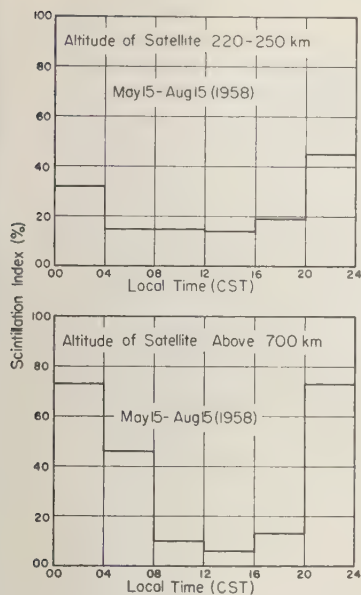 100
80
60
40
20
00
Altitude of Satellite 220-250 km
May 15-Aug 15 (1958)
00 04 08 12 16 20 24
Local Time (CST)
Scintillation Index (%)
100
80
60
40
20
00
Altitude of Satellite Above 700 km
May 15-Aug 15 (1958)
00 04 08 12 16 20 24
Local Time (CST)